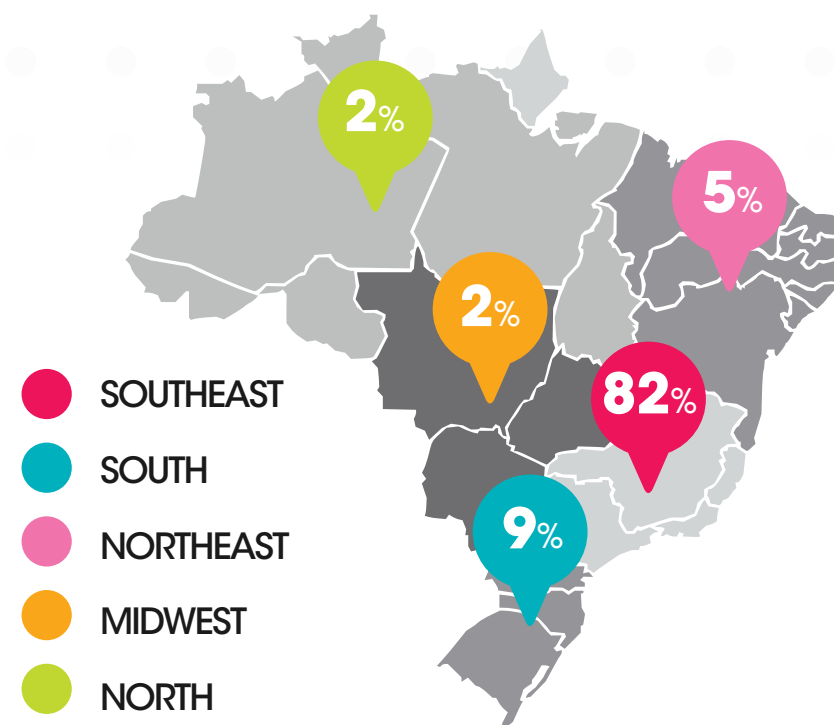 2%
5%
2%
82%
SOUTHEAST
SOUTH
9%
NORTHEAST
MIDWEST
NORTH